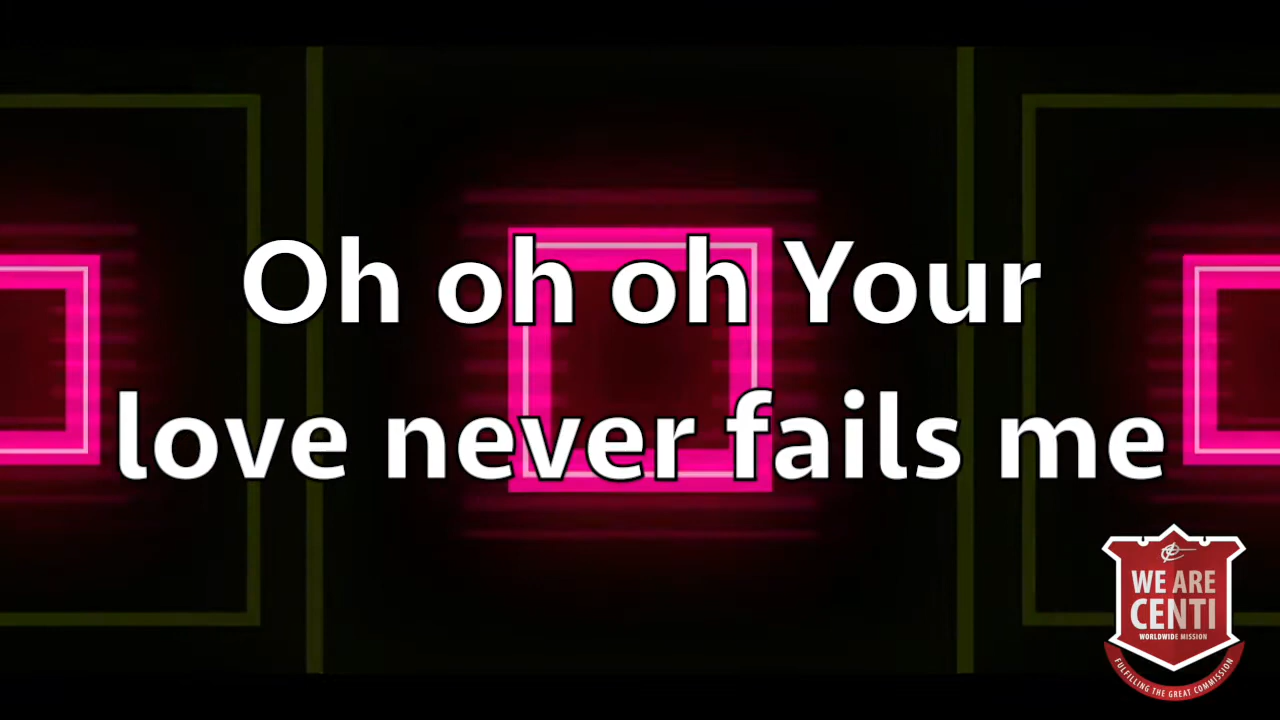 Oh oh oh Your
love never fails me
WE ARE
CENTI
WORLDWIDE MISSION
FULFILLING THE GREAT COMMISSION